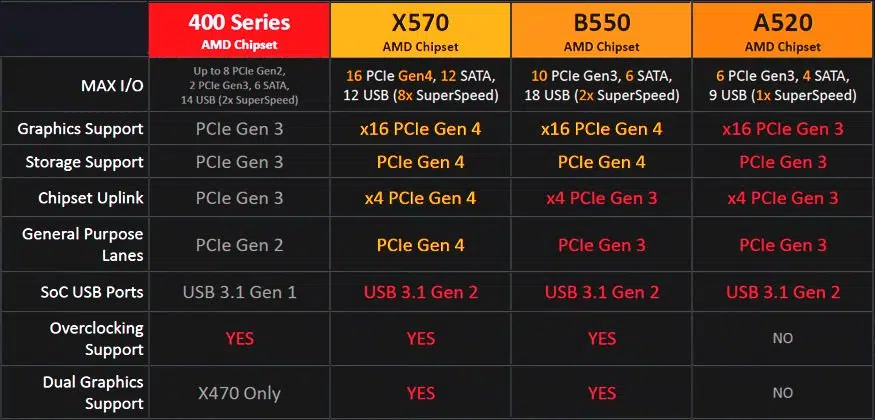 400 Series X570 B550 A520
AMD Chipset AMD Chipset AMD Chipset AMD Chipset
MAX I/O
Up to 8 PCIe Gen2,
2 PCIe Gen3, 6 SATA,
14 USB (2x SuperSpeed)
16 PCIe Gen4, 12 SATA,
12 USB (8x SuperSpeed)
10 PCIe Gen3, 6 SATA,
18 USB (2x SuperSpeed)
6 PCIe Gen3, 4 SATA,
9 USB (1x SuperSpeed)
Graphics Support PCIe Gen 3 x16 PCIe Gen 4 x16 PCIe Gen 4 x16 PCIe Gen 3
Storage Support PCIe Gen 3 PCIe Gen 4 PCIe Gen 4 PCIe Gen 3
Chipset Uplink PCIe Gen 3 x4 PCIe Gen 4 x4 PCIe Gen 3 x4 PCIe Gen 3
General Purpose
Lanes
PCIe Gen 2 PCIe Gen 4 PCIe Gen 3 PCIe Gen 3
SoC USB Ports USB 3.1 Gen 1 USB 3.1 Gen 2 USB 3.1 Gen 2 USB 3.1 Gen 2
Overclocking
Support
YES YES YES NO
Dual Graphics
Support
X470 Only YES YES NO